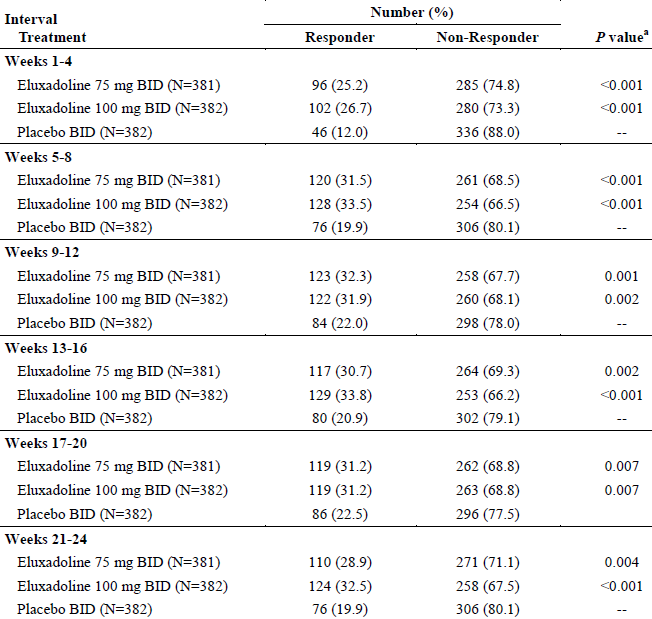 Interval Number (%)
Treatment Responder Non-Responder P valueᵃ
Weeks 1-4
Eluxadoline 75 mg BID (N=381) 96 (25.2) 285 (74.8) <0.001
Eluxadoline 100 mg BID (N=382) 102 (26.7) 280 (73.3) <0.001
Placebo BID (N=382) 46 (12.0) 336 (88.0) --
Weeks 5-8
Eluxadoline 75 mg BID (N=381) 120 (31.5) 261 (68.5) <0.001
Eluxadoline 100 mg BID (N=382) 128 (33.5) 254 (66.5) <0.001
Placebo BID (N=382) 76 (19.9) 306 (80.1) --
Weeks 9-12
Eluxadoline 75 mg BID (N=381) 123 (32.3) 258 (67.7) 0.001
Eluxadoline 100 mg BID (N=382) 122 (31.9) 260 (68.1) 0.002
Placebo BID (N=382) 84 (22.0) 298 (78.0) --
Weeks 13-16
Eluxadoline 75 mg BID (N=381) 117 (30.7) 264 (69.3) 0.002
Eluxadoline 100 mg BID (N=382) 129 (33.8) 253 (66.2) <0.001
Placebo BID (N=382) 80 (20.9) 302 (79.1) --
Weeks 17-20
Eluxadoline 75 mg BID (N=381) 119 (31.2) 262 (68.8) 0.007
Eluxadoline 100 mg BID (N=382) 119 (31.2) 263 (68.8) 0.007
Placebo BID (N=382) 86 (22.5) 296 (77.5)
Weeks 21-24
Eluxadoline 75 mg BID (N=381) 110 (28.9) 271 (71.1) 0.004
Eluxadoline 100 mg BID (N=382) 124 (32.5) 258 (67.5) <0.001
Placebo BID (N=382) 76 (19.9) 306 (80.1) --